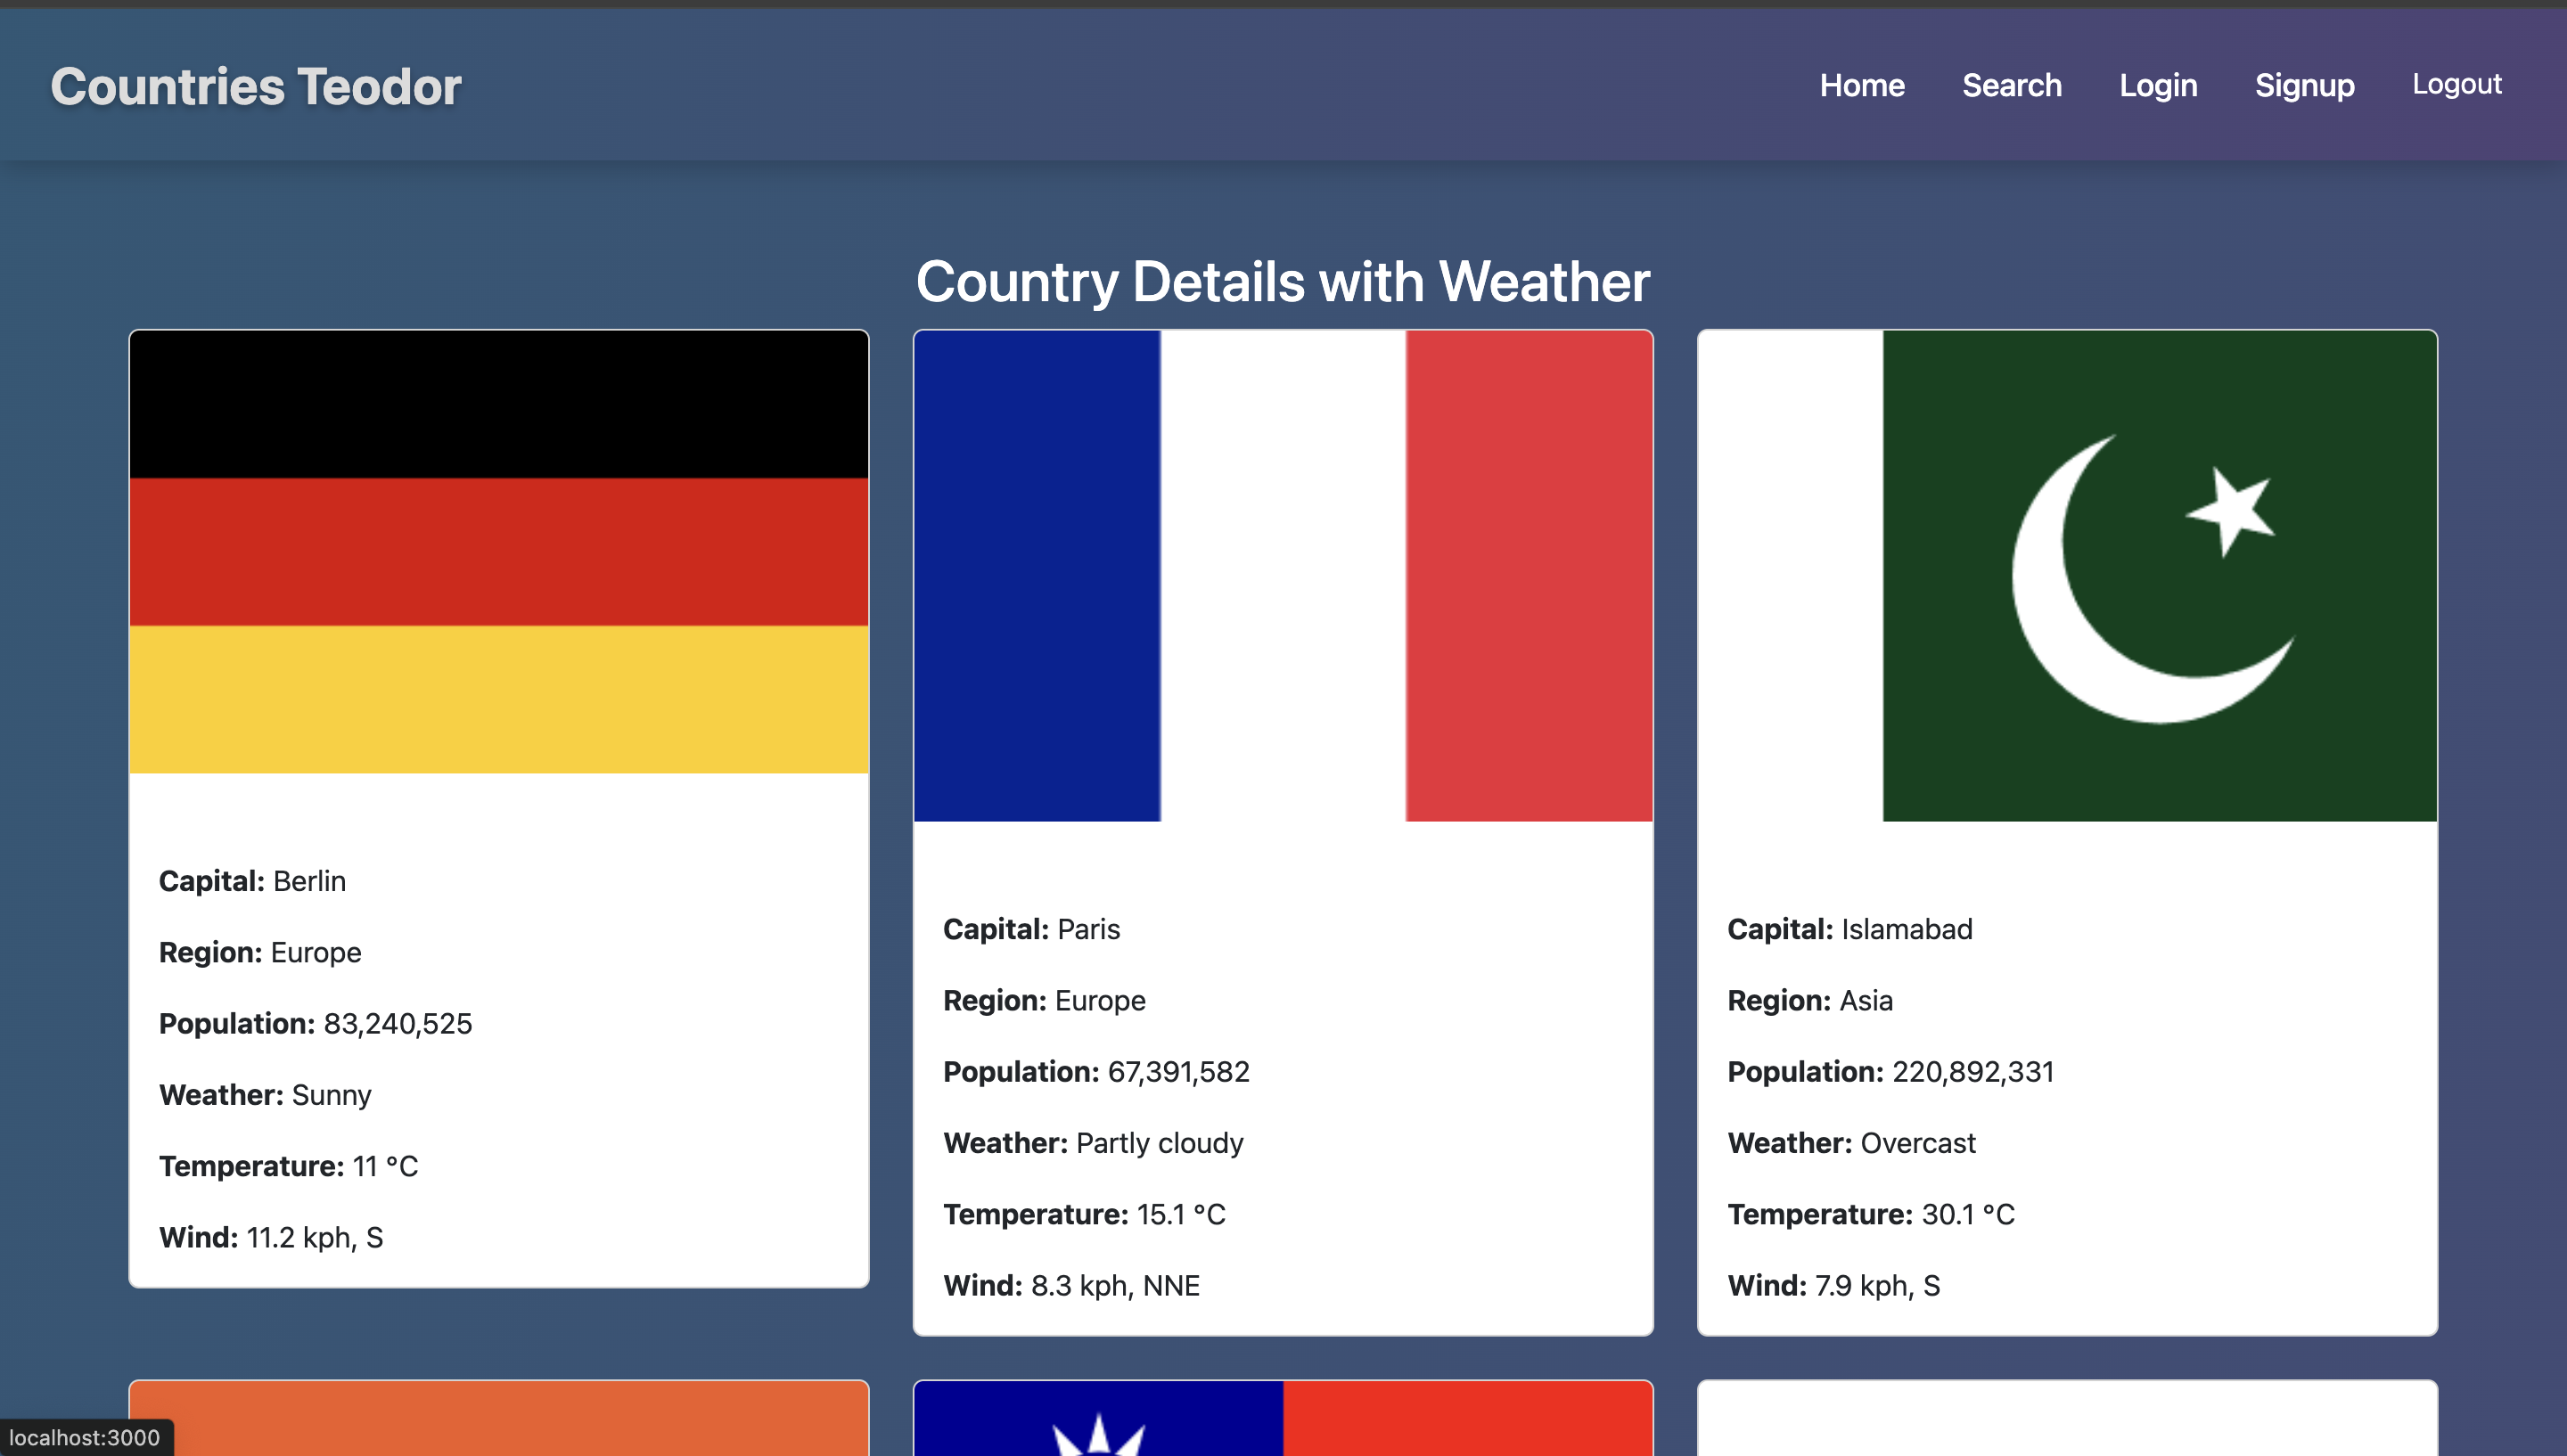 Countries Teodor
Home Search Login Signup Logout
Country Details with Weather
Capital: Berlin
Region: Europe
Population: 83,240,525
Weather: Sunny
Temperature: 11 °C
Wind: 11.2 kph, S
Capital: Paris
Region: Europe
Population: 67,391,582
Weather: Partly cloudy
Temperature: 15.1 °C
Wind: 8.3 kph, NNE
Capital: Islamabad
Region: Asia
Population: 220,892,331
Weather: Overcast
Temperature: 30.1 °C
Wind: 7.9 kph, S
localhost:3000